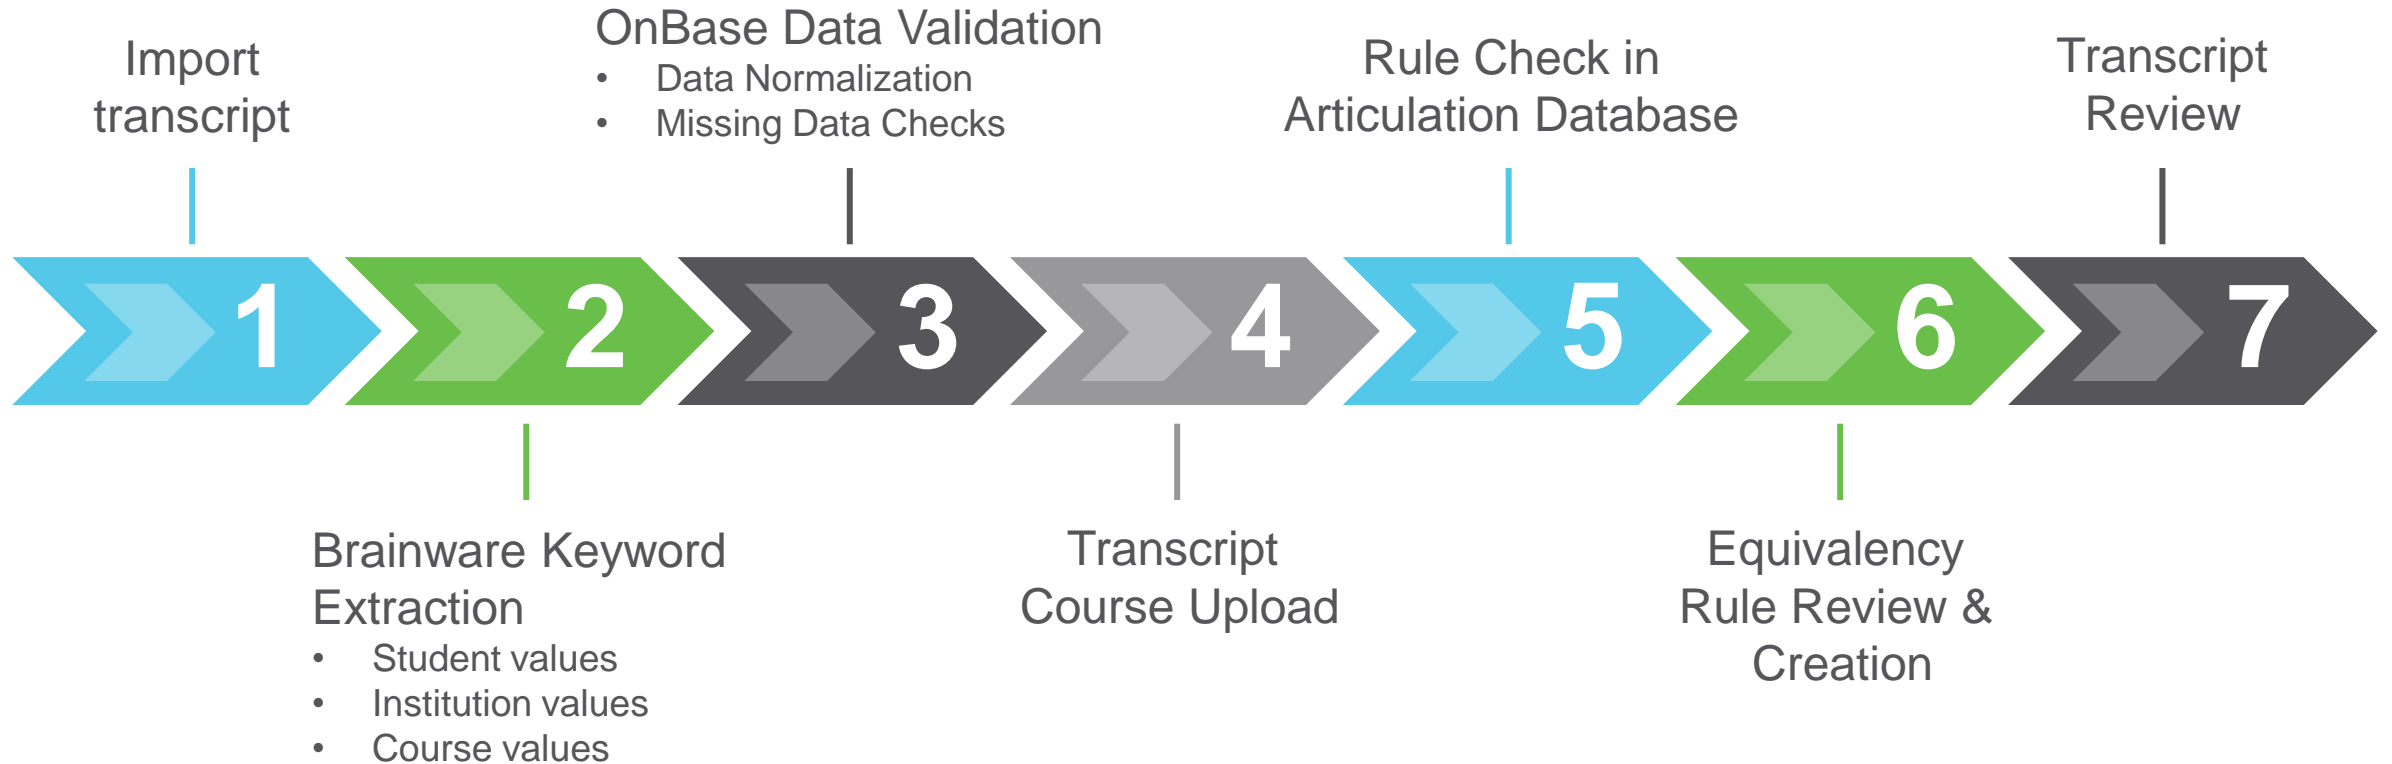 Import
transcript
1
Brainware Keyword
Extraction
• Student values
• Institution values
• Course values
2
OnBase Data Validation
• Data Normalization
• Missing Data Checks
3
Transcript
Course Upload
4
Rule Check in
Articulation Database
5
Equivalency
Rule Review &
Creation
6
Transcript
Review
7